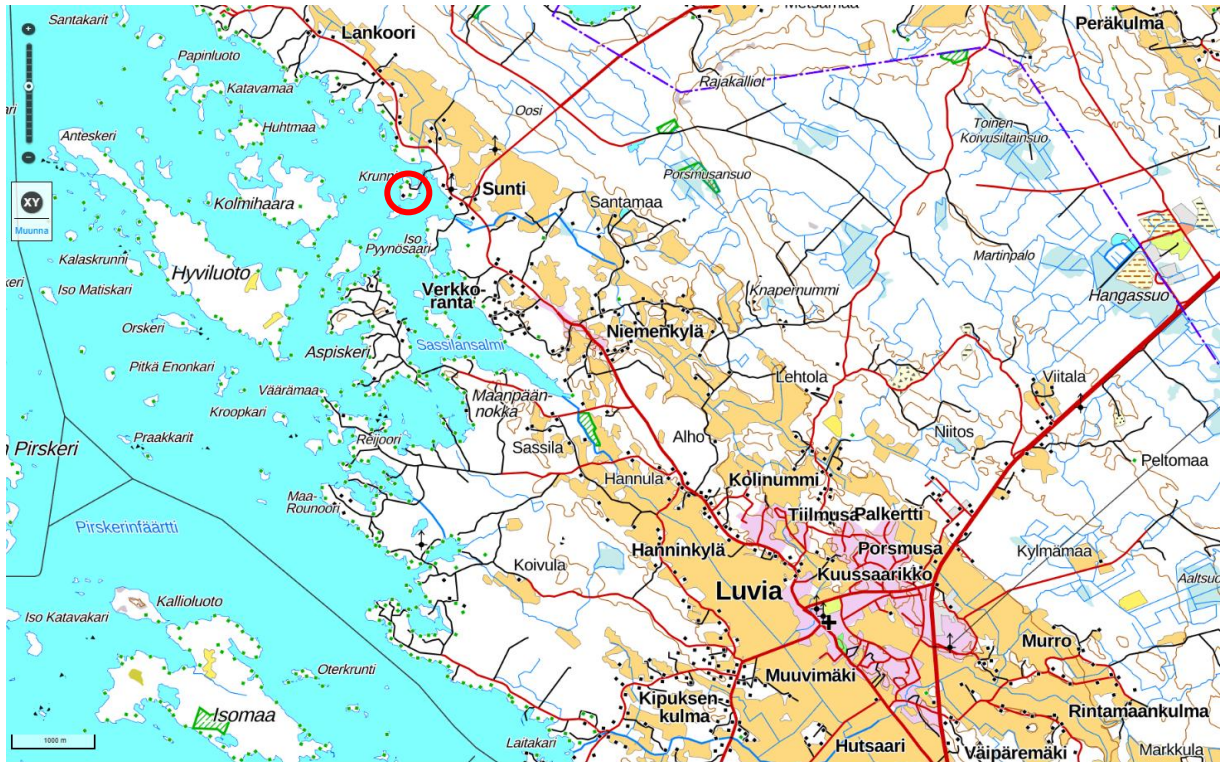 Santakarit
Lankoori
Metsämaa
Peräkulma
Papinluoto
Katavamaa
Rajakalliot
Oosi
Huhtmaa
Anteskeri
Toinen
Koivusiltainsuo
Krunn
Porsmusansuo
Sunti
Kolmihaara
Santamaa
XY
Muunna
Iso
Pyynösaari
Kalaskrunni
Hyviluoto
Martinpalo
Iso Matiskari
Verkko-
ranta
Knapernummi
Hangassuo
Orskeri
Niemenkylä
Sassilansalmi
Aspiskeri
Pitkä Enonkari
Lehtola
Viitala
Väärämaa
Maanpään-
nokka
Kroopkari
Niitos
Praakkarit
Reijoori
Sassila
Alho
Pirskeri
Peltomaa
Hannula
Kolinummi
Maa-
Rounoori
Tiilmusa
Palkertti
Pirskerinfäärtti
Hanninkylä
Porsmusa
Kylmämaa
Koivula
Kuussaarikko
Luvia
Aaltsuo
Kallioluoto
Iso Katavakari
Murro
Oterkrunti
Muuvimäki
Kipuksen-
kulma
Isomaa
Rintamaankulma
1000 m
Laitakari
Hutsaari
Väipäremäki
Markkula